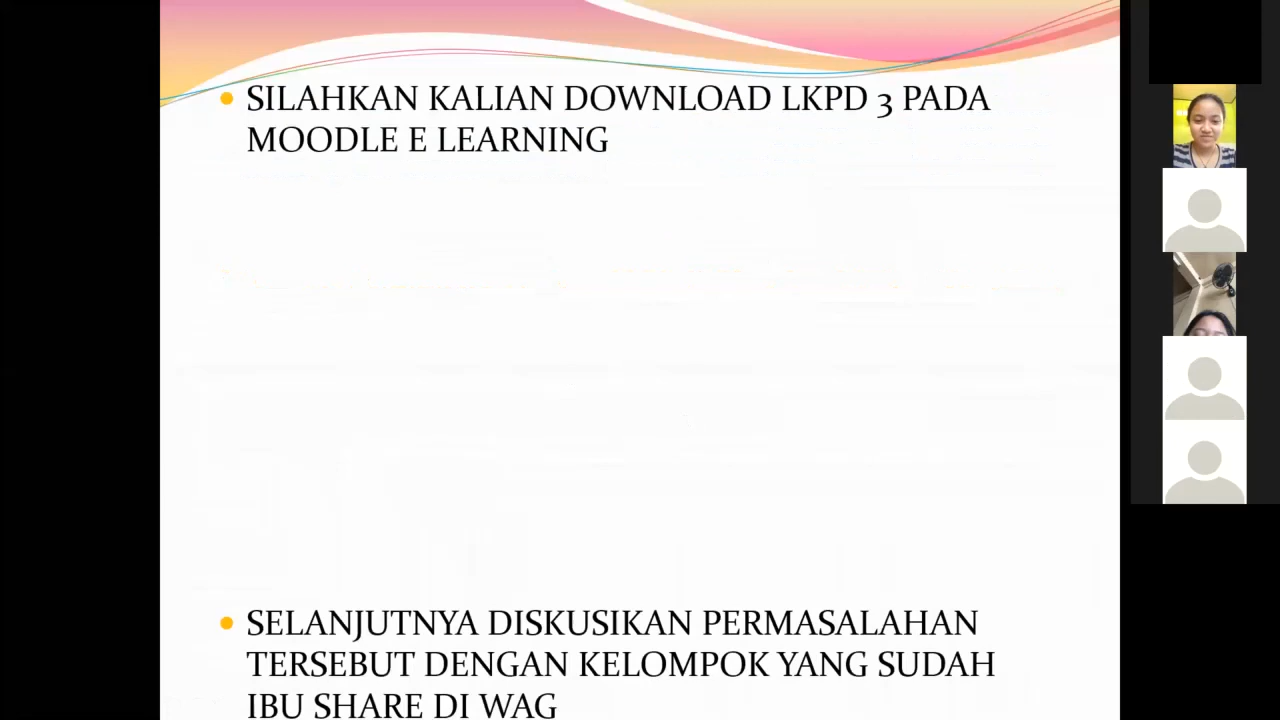 SILAHKAN KALIAN DOWNLOAD LKPD 3 PADA
MOODLE E LEARNING
SELANJUTNYA DISKUSIKAN PERMASALAHAN
TERSEBUT DENGAN KELOMPOK YANG SUDAH
IBU SHARE DI WAG